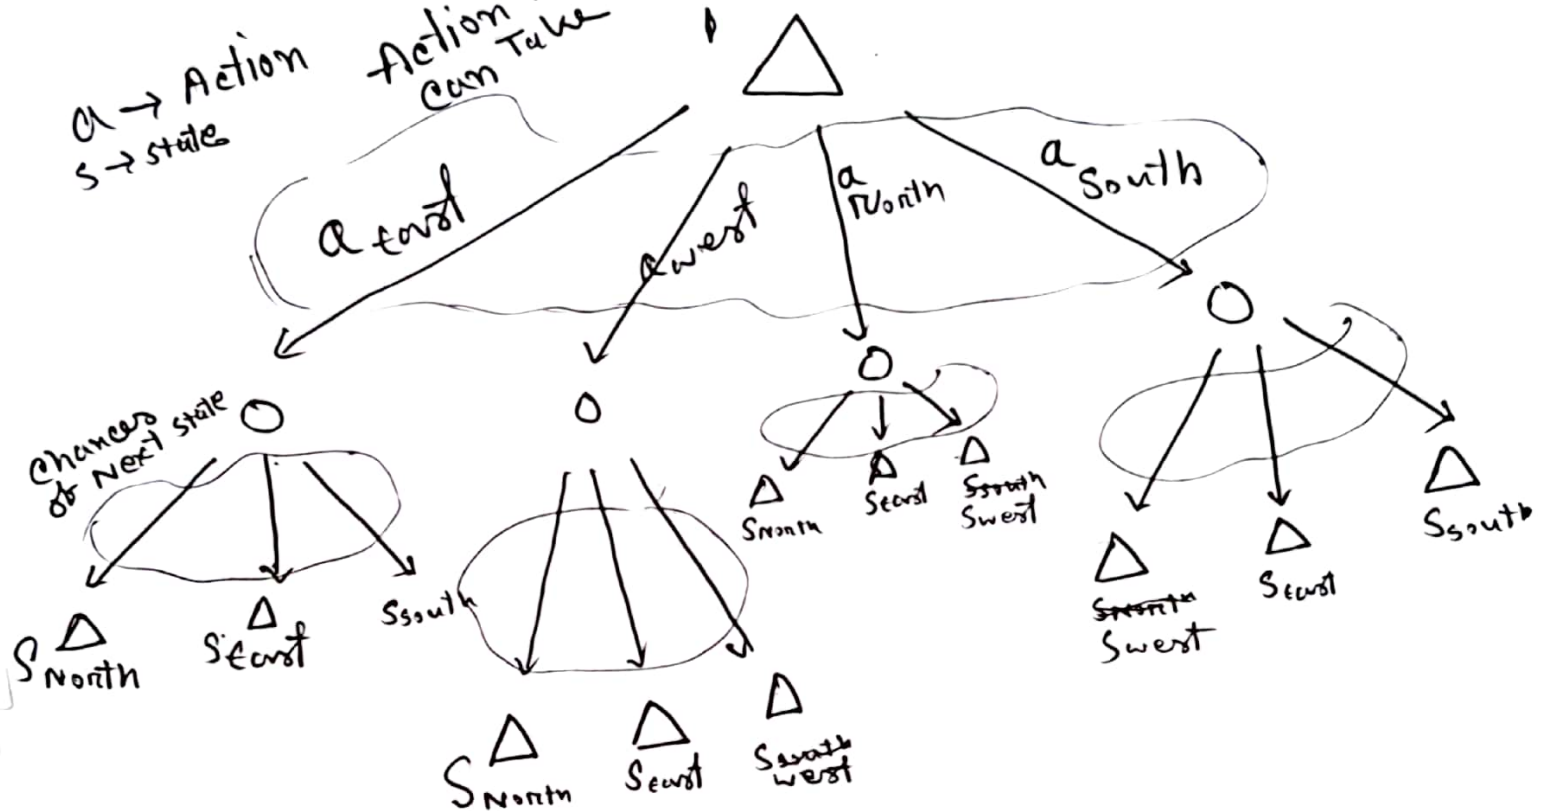 a → Action
s → state
Action
can Take
a East
a west
a North
a South
Chances
of Next state
S North
S East
S South
S North
S East
S South
west
S North
S East
S South
S west
S North
S west
S East
S South